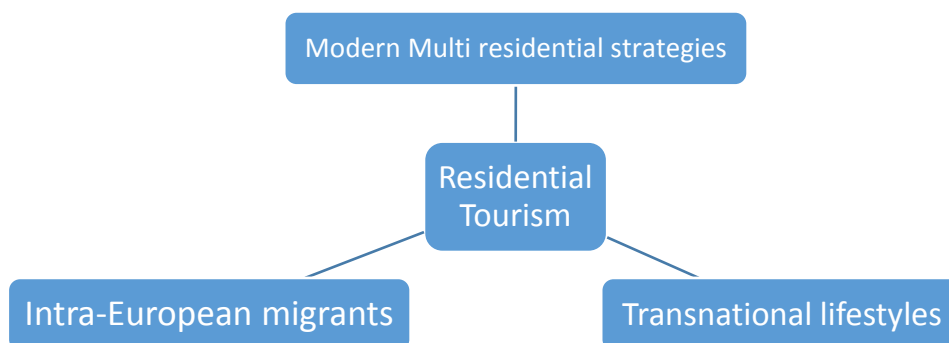 Modern Multi residential strategies
Residential
Tourism
Intra-European migrants
Transnational lifestyles